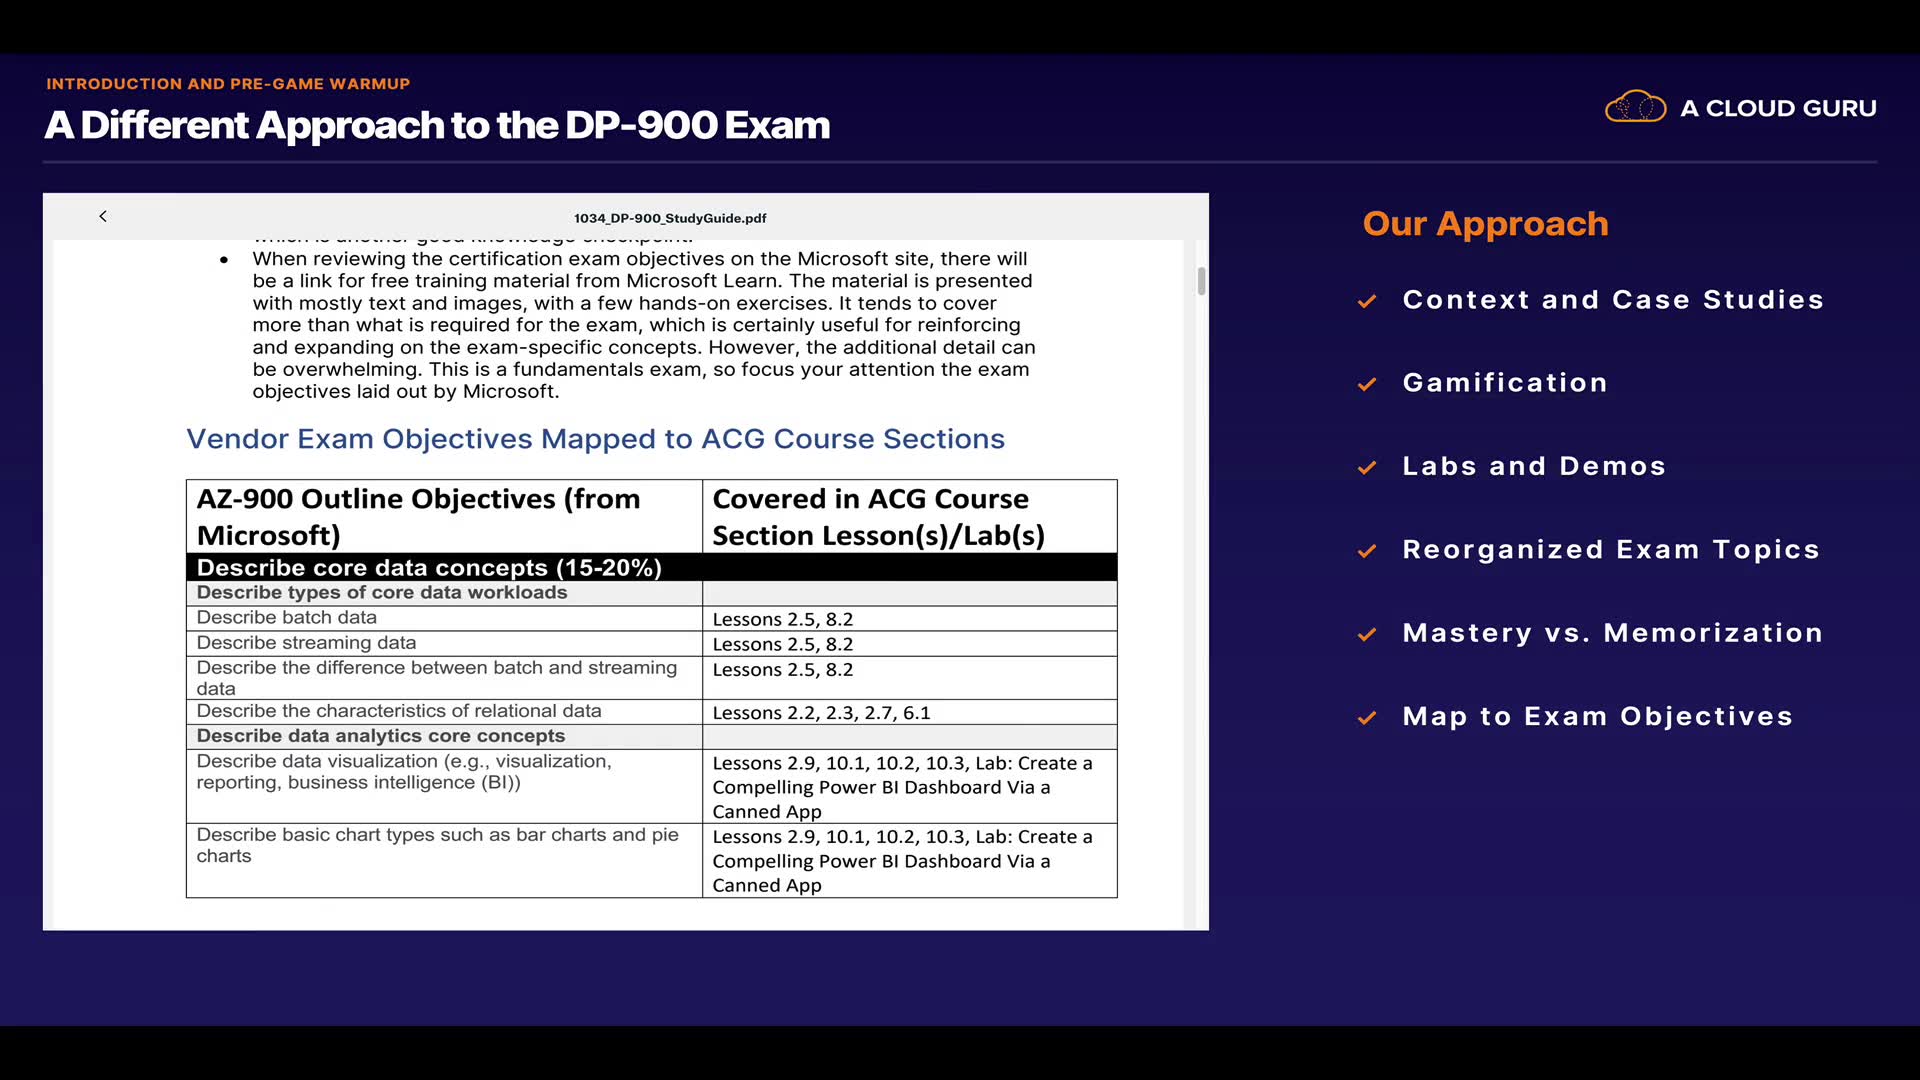 INTRODUCTION AND PRE-GAME WARMUP
A Different Approach to the DP-900 Exam
A CLOUD GURU
1034_DP-900_StudyGuide.pdf
which is another good knowledge checkpoint.
• When reviewing the certification exam objectives on the Microsoft site, there will
be a link for free training material from Microsoft Learn. The material is presented
with mostly text and images, with a few hands-on exercises. It tends to cover
more than what is required for the exam, which is certainly useful for reinforcing
and expanding on the exam-specific concepts. However, the additional detail can
be overwhelming. This is a fundamentals exam, so focus your attention the exam
objectives laid out by Microsoft.
Vendor Exam Objectives Mapped to ACG Course Sections
AZ-900 Outline Objectives (from
Microsoft)
Covered in ACG Course
Section Lesson(s)/Lab(s)
Describe core data concepts (15-20%)
Describe types of core data workloads
Describe batch data
Lessons 2.5, 8.2
Describe streaming data
Lessons 2.5, 8.2
Describe the difference between batch and streaming
data
Lessons 2.5, 8.2
Describe the characteristics of relational data
Lessons 2.2, 2.3, 2.7, 6.1
Describe data analytics core concepts
Describe data visualization (e.g., visualization,
reporting, business intelligence (BI))
Lessons 2.9, 10.1, 10.2, 10.3, Lab: Create a
Compelling Power BI Dashboard Via a
Canned App
Describe basic chart types such as bar charts and pie
charts
Lessons 2.9, 10.1, 10.2, 10.3, Lab: Create a
Compelling Power BI Dashboard Via a
Canned App
Our Approach
Context and Case Studies
Gamification
Labs and Demos
Reorganized Exam Topics
Mastery vs. Memorization
Map to Exam Objectives